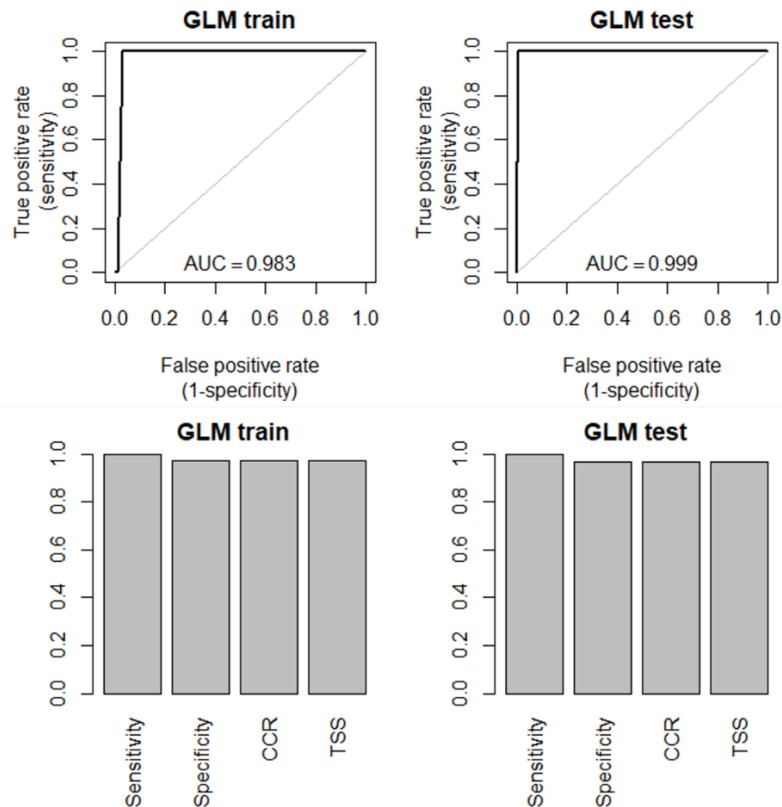 GLM train
True positive rate
(sensitivity)
0.0 0.2 0.4 0.6 0.8 1.0
AUC = 0.983
0.0 0.2 0.4 0.6 0.8 1.0
False positive rate
(1-specificity)
GLM test
True positive rate
(sensitivity)
0.0 0.2 0.4 0.6 0.8 1.0
AUC = 0.999
0.0 0.2 0.4 0.6 0.8 1.0
False positive rate
(1-specificity)
GLM train
0.0 0.2 0.4 0.6 0.8 1.0
Sensitivity
Specificity
CCR
TSS
GLM test
0.0 0.2 0.4 0.6 0.8 1.0
Sensitivity
Specificity
CCR
TSS